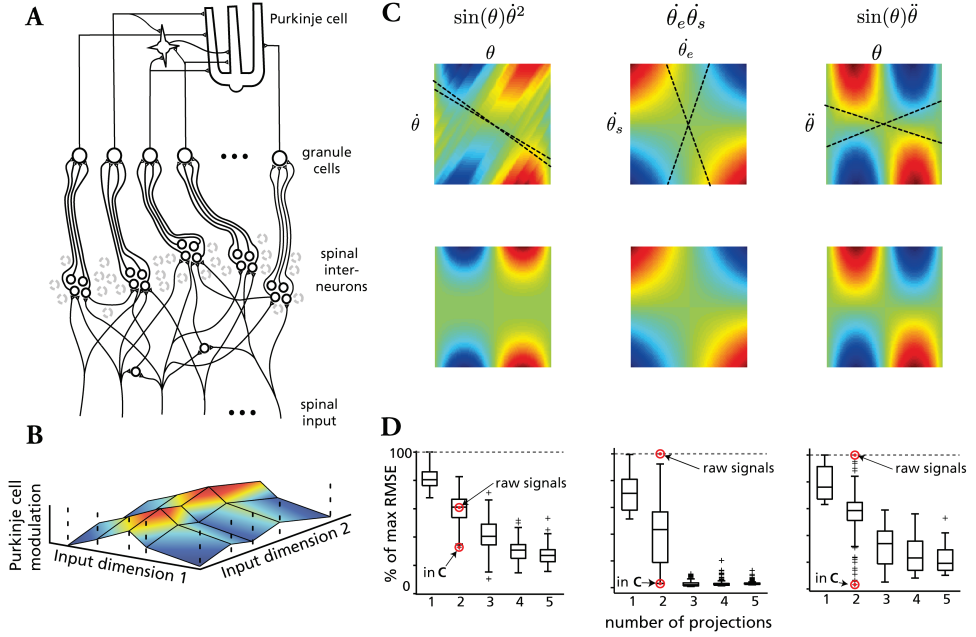 A
Purkinje cell
granule
cells
spinal
inter-
neurons
spinal
input
B
Purkinje cell
modulation
Input dimension 1
Input dimension 2
C
sin(θ)θ̇²
θ
θ̇
θ̇ₑθ̇ₛ
θ̇ₑ
θ̇ₛ
sin(θ)θ̈
θ
θ̈
D
% of max RMSE
100
0
raw signals
in C
1 2 3 4 5
raw signals
in C
1 2 3 4 5
raw signals
in C
1 2 3 4 5
number of projections